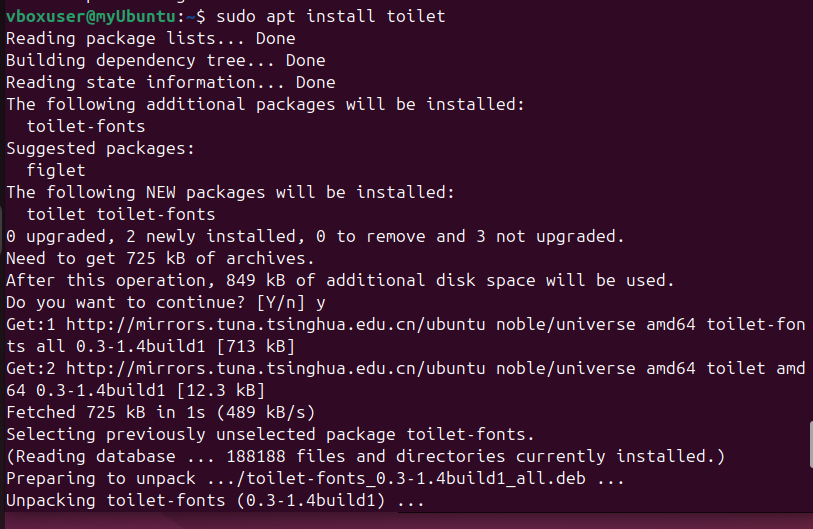 vboxuser@myUbuntu:~$ sudo apt install toilet
Reading package lists... Done
Building dependency tree... Done
Reading state information... Done
The following additional packages will be installed:
  toilet-fonts
Suggested packages:
  figlet
The following NEW packages will be installed:
  toilet toilet-fonts
0 upgraded, 2 newly installed, 0 to remove and 3 not upgraded.
Need to get 725 kB of archives.
After this operation, 849 kB of additional disk space will be used.
Do you want to continue? [Y/n] y
Get:1 http://mirrors.tuna.tsinghua.edu.cn/ubuntu noble/universe amd64 toilet-fon
ts all 0.3-1.4build1 [713 kB]
Get:2 http://mirrors.tuna.tsinghua.edu.cn/ubuntu noble/universe amd64 toilet amd
64 0.3-1.4build1 [12.3 kB]
Fetched 725 kB in 1s (489 kB/s)
Selecting previously unselected package toilet-fonts.
(Reading database ... 188188 files and directories currently installed.)
Preparing to unpack .../toilet-fonts_0.3-1.4build1_all.deb ...
Unpacking toilet-fonts (0.3-1.4build1) ...